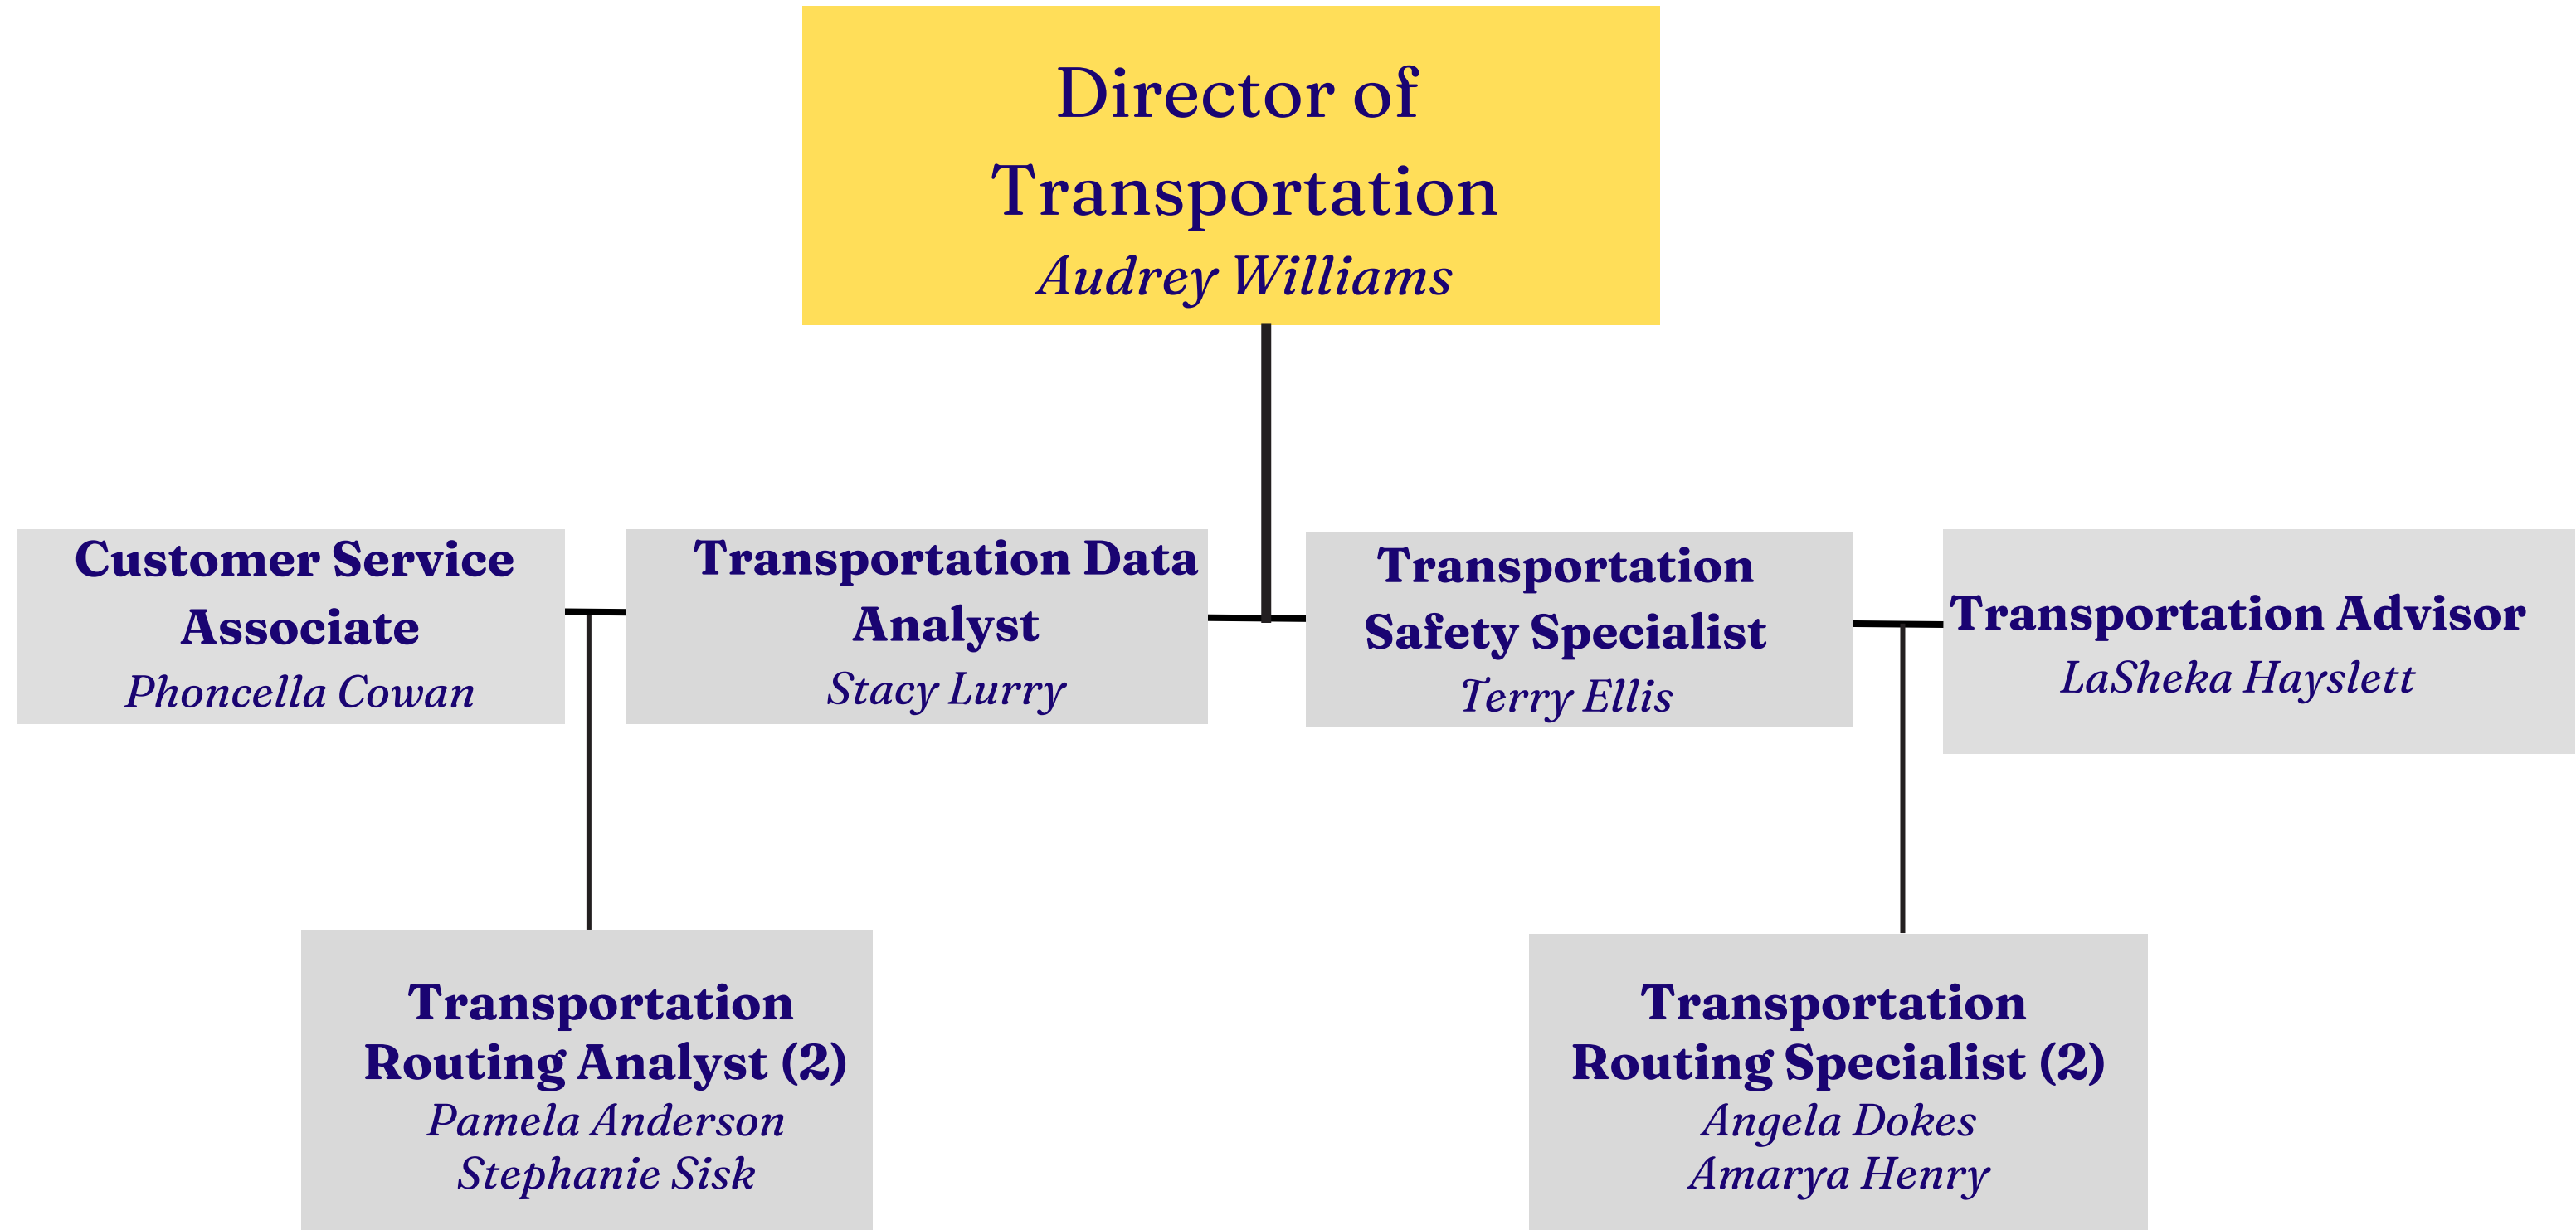 Director of
Transportation
Audrey Williams
Customer Service
Associate
Phoncella Cowan
Transportation Data
Analyst
Stacy Lurry
Transportation
Safety Specialist
Terry Ellis
Transportation Advisor
LaSheka Hayslett
Transportation
Routing Analyst (2)
Pamela Anderson
Stephanie Sisk
Transportation
Routing Specialist (2)
Angela Dokes
Amarya Henry